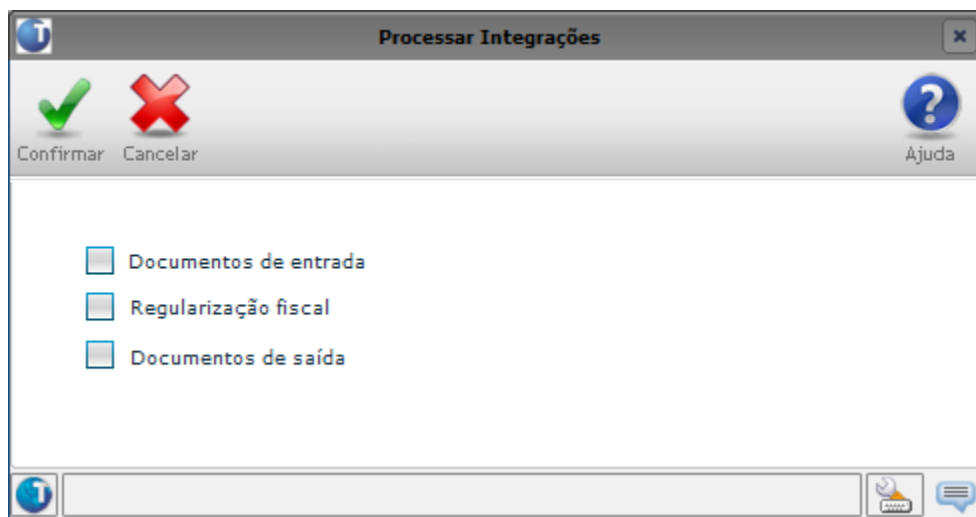 Processar Integrações
Confirmar Cancelar Ajuda
Documentos de entrada
Regularização fiscal
Documentos de saída